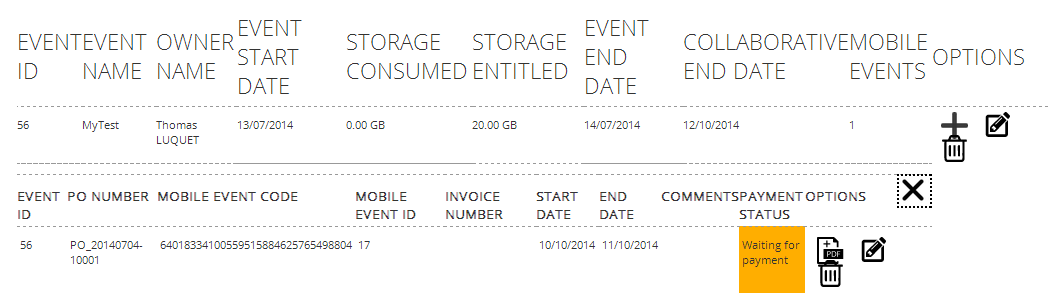 EVENT ID EVENT NAME OWNER NAME EVENT START DATE STORAGE CONSUMED STORAGE ENTITLED EVENT END DATE COLLABORATIVE END DATE MOBILE EVENTS OPTIONS
56 MyTest Thomas LUQUET 13/07/2014 0.00 GB 20.00 GB 14/07/2014 12/10/2014 1
EVENT ID PO NUMBER MOBILE EVENT CODE MOBILE EVENT ID INVOICE NUMBER START DATE END DATE COMMENTS PAYMENT STATUS OPTIONS
56 PO_20140704-10001 64018334100559515884625765498804 17 10/10/2014 11/10/2014 Waiting for payment PDF